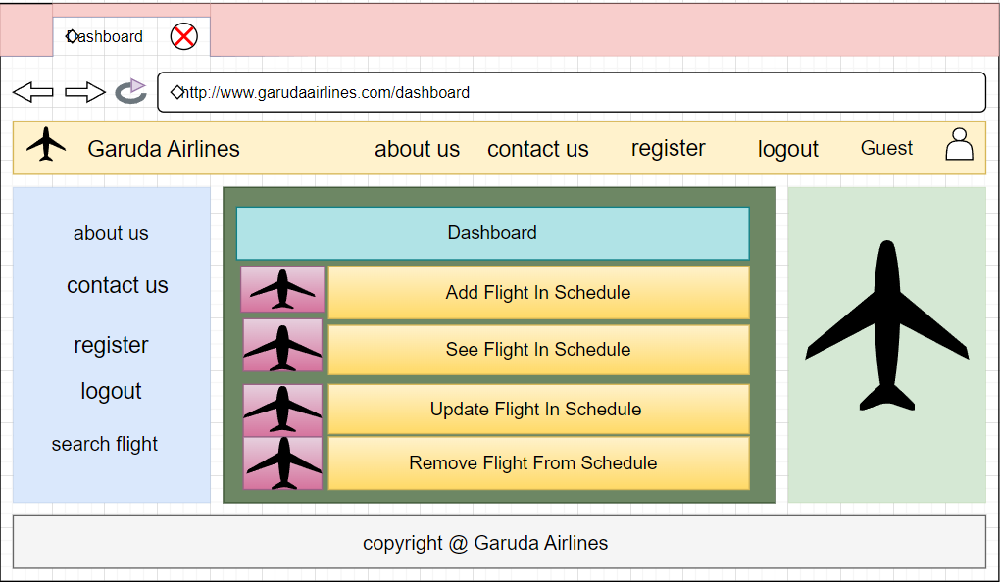 Dashboard
http://www.garudaairlines.com/dashboard
Garuda Airlines about us contact us register logout Guest
about us
contact us
register
logout
search flight
Dashboard
Add Flight In Schedule
See Flight In Schedule
Update Flight In Schedule
Remove Flight From Schedule
copyright @ Garuda Airlines